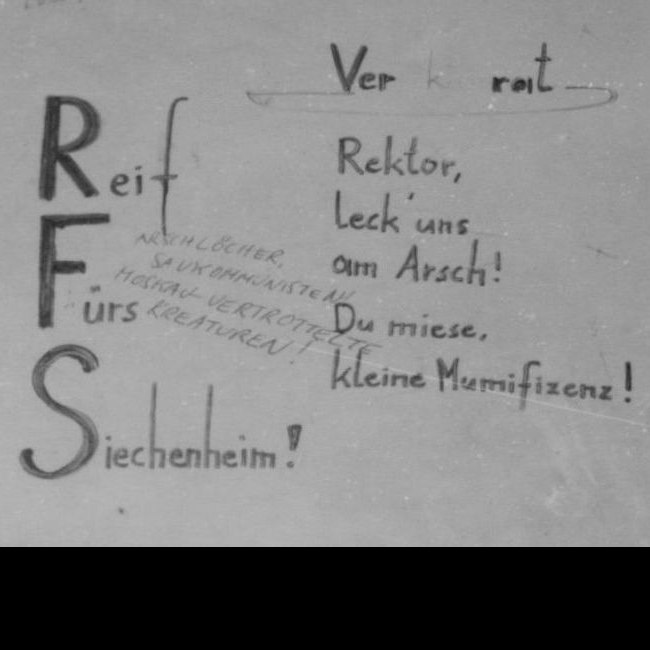 Reif
Fürs
Siechenheim!
ARSCHLÖCHER,
SAUKOMMUNISTEN
MOSKAU-VERTROTTELTE
KREATUREN!
Ver k rat
Rektor,
leck' uns
am Arsch!
Du miese,
kleine Mumifizenz!